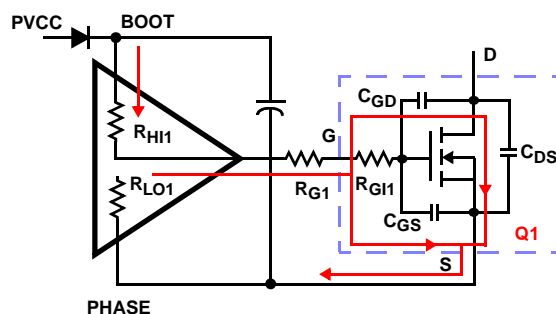 PVCC
BOOT
D
CGD
RHI1
G
CDS
RLO1
RG1
RGI1
CGS
Q1
S
PHASE